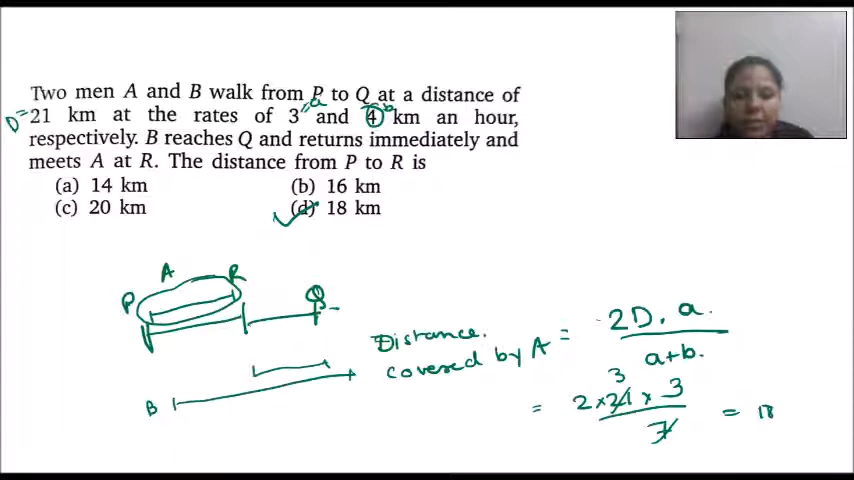 Two men A and B walk from P to Q at a distance of
D= 21 km at the rates of 3 =a and 4 b km an hour,
respectively. B reaches Q and returns immediately and
meets A at R. The distance from P to R is
(a) 14 km (b) 16 km
(c) 20 km (d) 18 km
A R
P Q
B
Distance covered by A = 2D. a.
a+b.
= 2 × 21 3 × 3
7
= 18